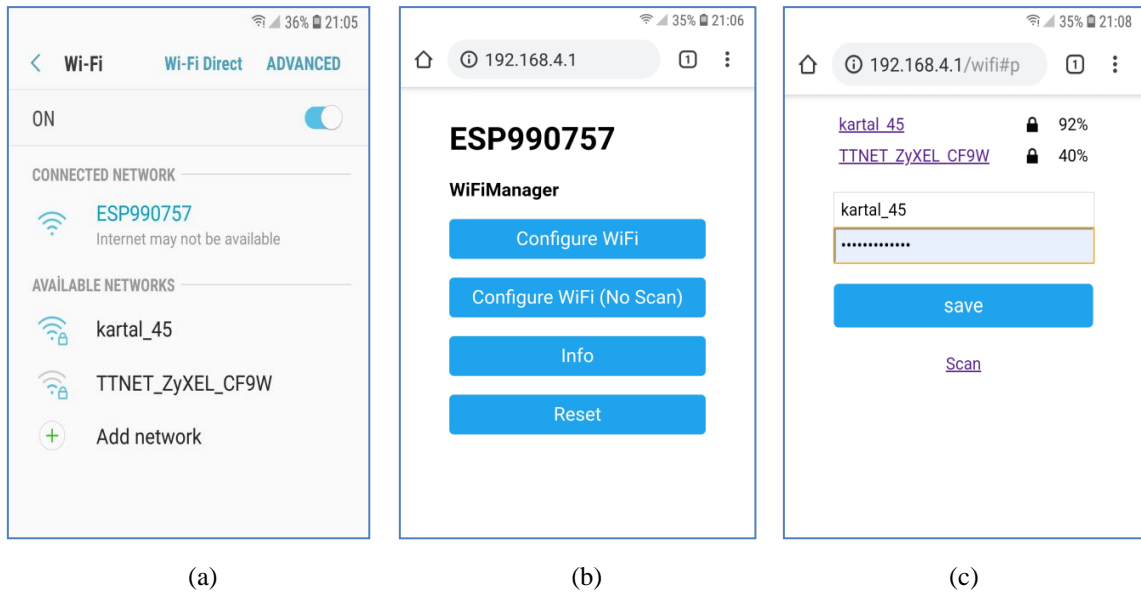 36% 21:05
Wi-Fi Wi-Fi Direct ADVANCED
ON
CONNECTED NETWORK
ESP990757
Internet may not be available
AVAİLABLE NETWORKS
kartal_45
TTNET_ZyXEL_CF9W
Add network
(a)
35% 21:06
192.168.4.1 1
ESP990757
WiFiManager
Configure WiFi
Configure WiFi (No Scan)
Info
Reset
(b)
35% 21:08
192.168.4.1/wifi#p 1
kartal_45 92%
TTNET_ZyXEL_CF9W 40%
kartal_45
•••••••••••••
save
Scan
(c)